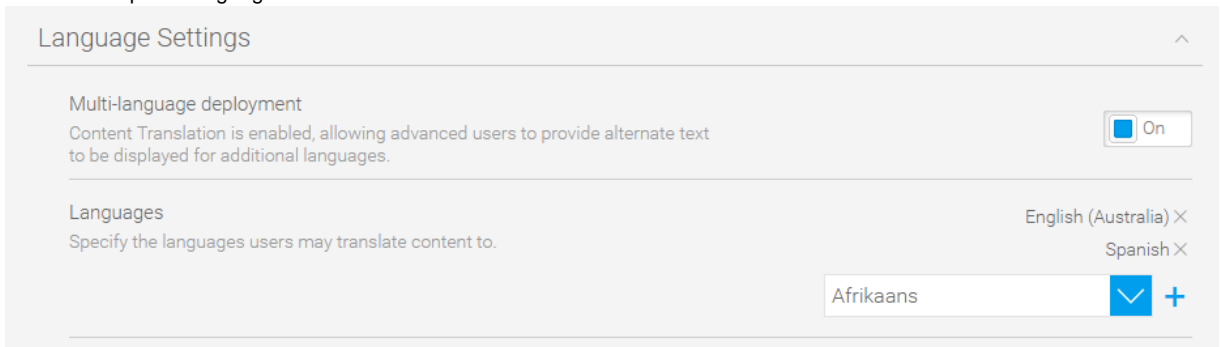 Language Settings
Multi-language deployment
Content Translation is enabled, allowing advanced users to provide alternate text
to be displayed for additional languages.
On
Languages
Specify the languages users may translate content to.
English (Australia)
Spanish
Afrikaans